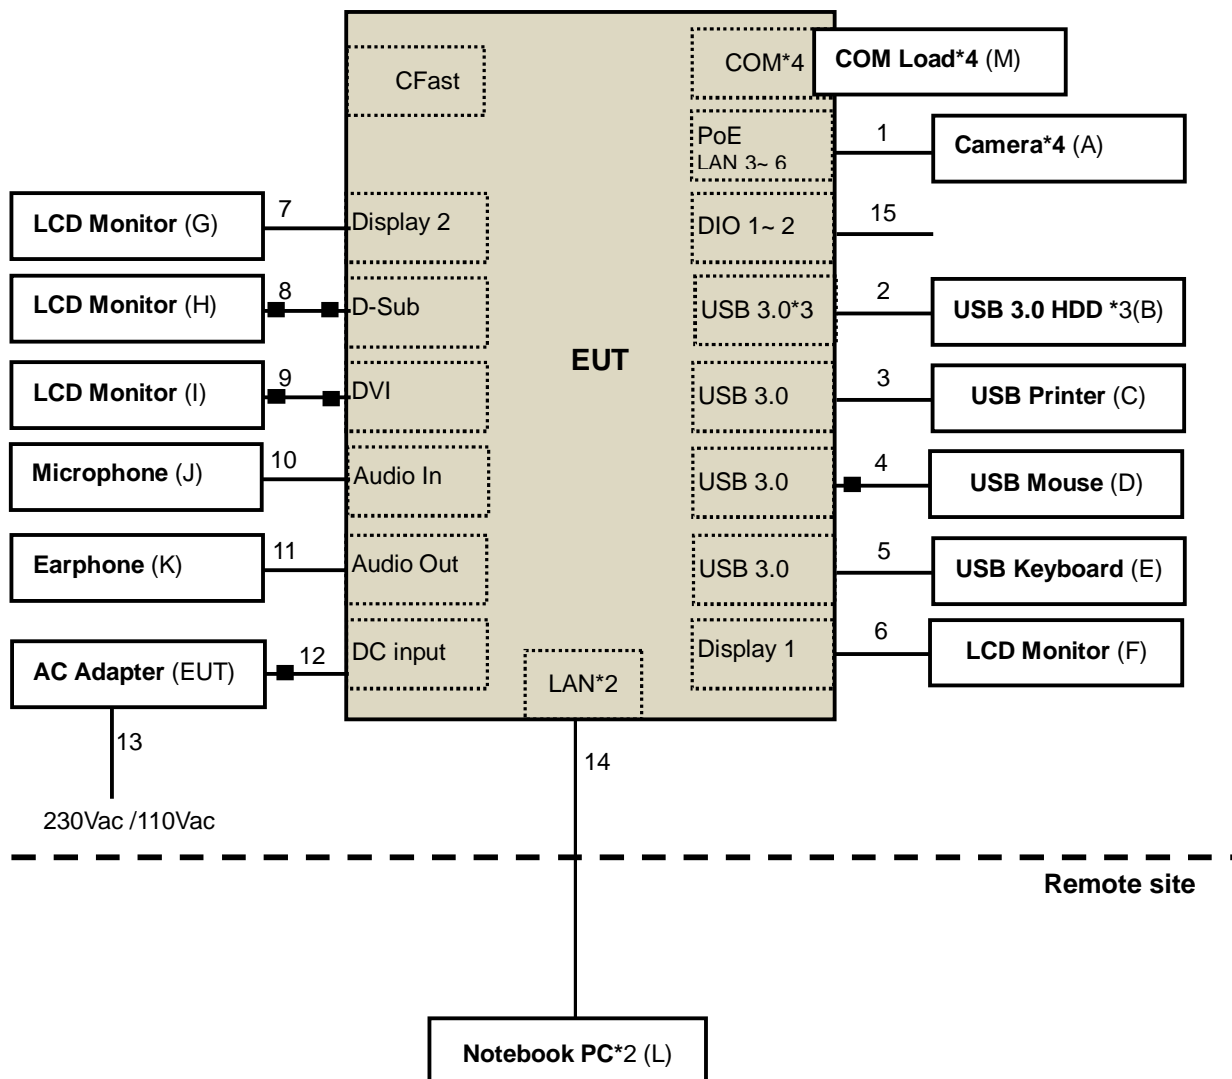 COM*4
COM Load*4 (M)
CFast
PoE
LAN 3~ 6
1
Camera*4 (A)
LCD Monitor (G)
7
Display 2
DIO 1~ 2
15
LCD Monitor (H)
8
D-Sub
USB 3.0*3
2
USB 3.0 HDD *3(B)
EUT
LCD Monitor (I)
9
DVI
USB 3.0
3
USB Printer (C)
Microphone (J)
10
Audio In
USB 3.0
4
USB Mouse (D)
Earphone (K)
11
Audio Out
USB 3.0
5
USB Keyboard (E)
AC Adapter (EUT)
12
DC input
LAN*2
Display 1
6
LCD Monitor (F)
13
14
230Vac /110Vac
Remote site
Notebook PC*2 (L)